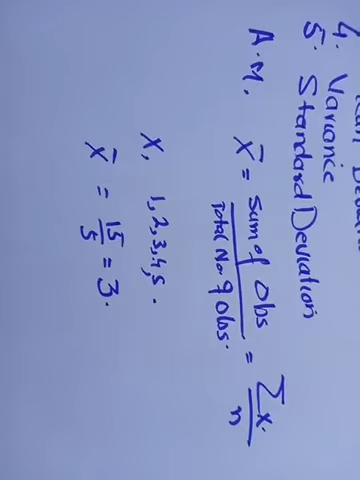 4. Variance
5. Standard Deviation
A.M, x̄ = Sum of Obs / Total No. of Obs. = Σx / n
X, 1,2,3,4,5.
x̄ = 15/5 = 3.